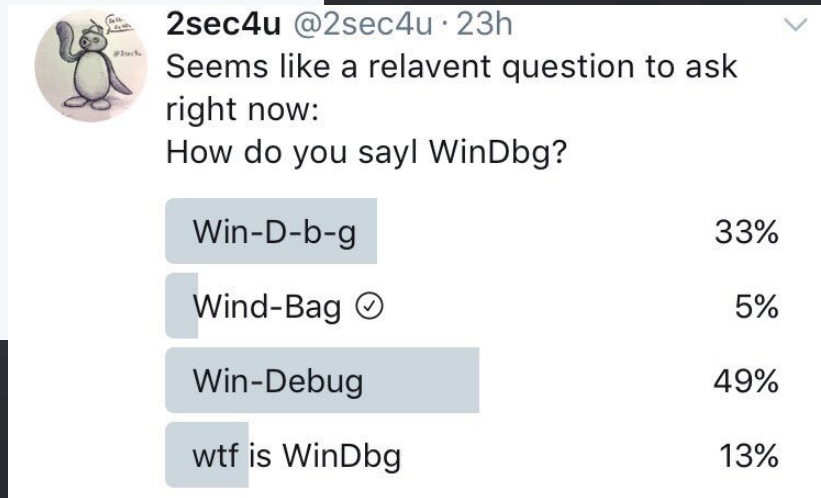 2sec4u @2sec4u · 23h
Seems like a relavent question to ask
right now:
How do you sayl WinDbg?
Win-D-b-g 33%
Wind-Bag 5%
Win-Debug 49%
wtf is WinDbg 13%